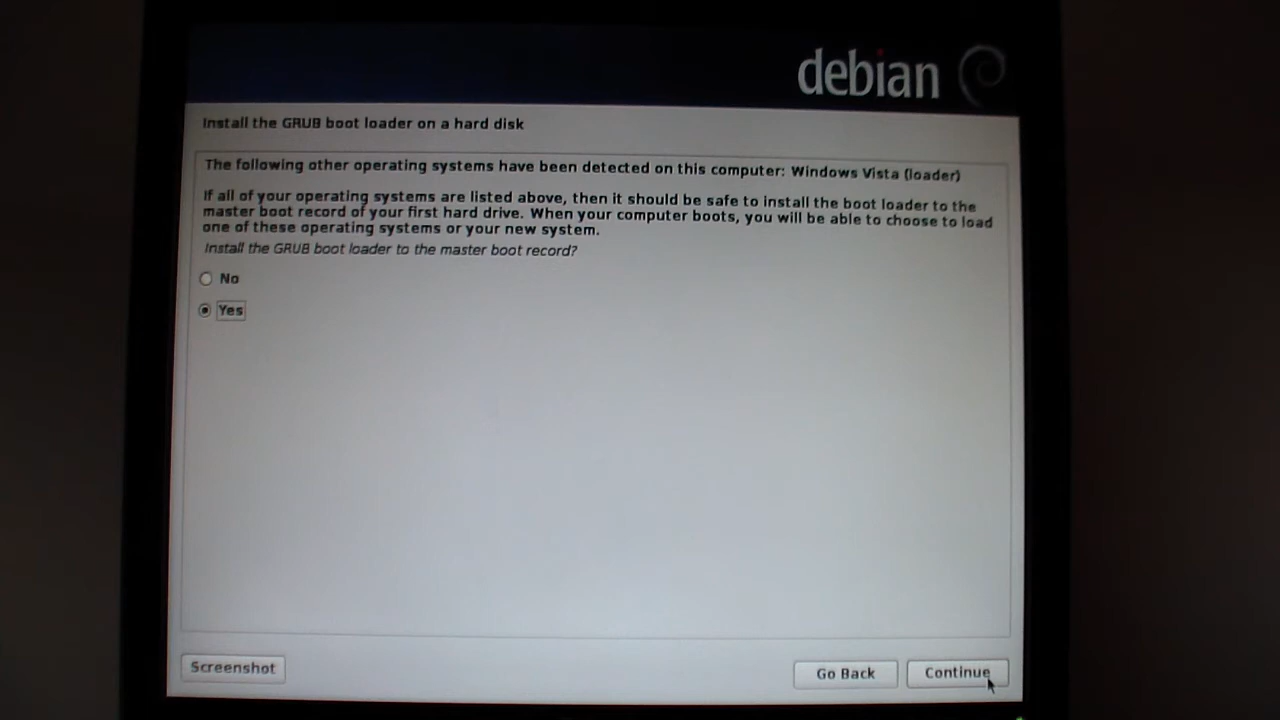 debian
Install the GRUB boot loader on a hard disk
The following other operating systems have been detected on this computer: Windows Vista (loader)
If all of your operating systems are listed above, then it should be safe to install the boot loader to the
master boot record of your first hard drive. When your computer boots, you will be able to choose to load
one of these operating systems or your new system.
Install the GRUB boot loader to the master boot record?
No
Yes
Screenshot
Go Back
Continue